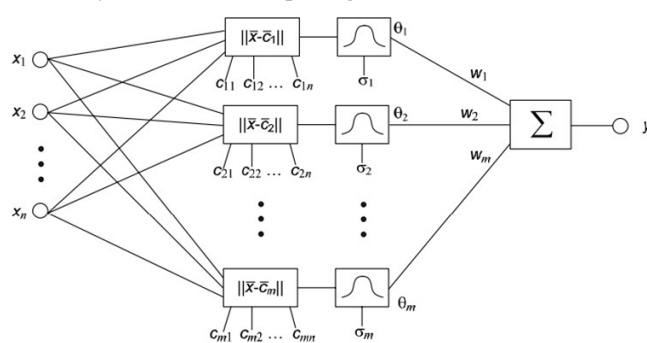 x₁
x₂
xₙ
||x̄-c̄₁||
c₁₁ c₁₂ … c₁ₙ
θ₁
σ₁
||x̄-c̄₂||
c₂₁ c₂₂ … c₂ₙ
θ₂
σ₂
||x̄-c̄ₘ||
cₘ₁ cₘ₂ … cₘₙ
θₘ
σₘ
w₁
w₂
wₘ
Σ
y